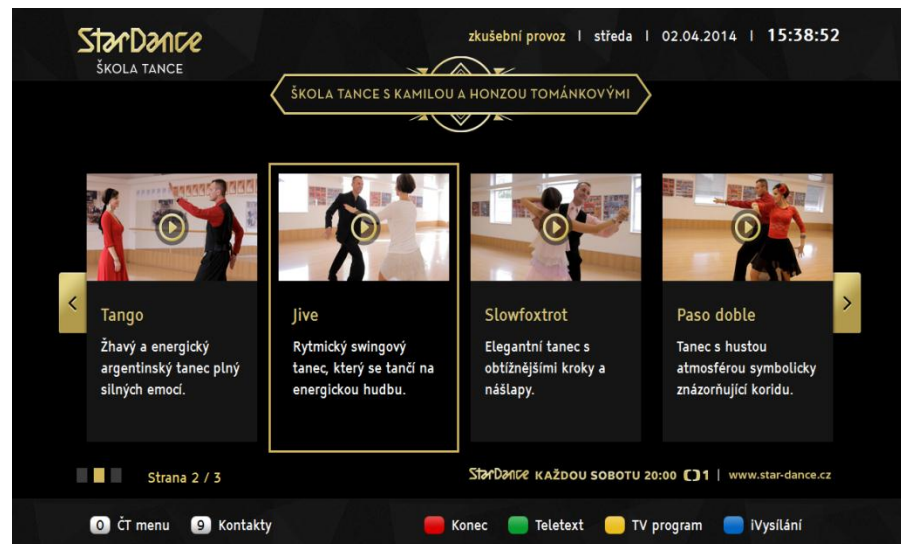 StarDance
ŠKOLA TANCE
zkušební provoz | středa | 02.04.2014 | 15:38:52
ŠKOLA TANCE S KAMILOU A HONZOU TOMÁNKOVÝMI
Tango
Žhavý a energický
argentinský tanec plný
silných emocí.
Jive
Rytmický swingový
tanec, který se tančí na
energickou hudbu.
Slowfoxtrot
Elegantní tanec s
obtížnějšími kroky a
nášlapy.
Paso doble
Tanec s hustou
atmosférou symbolicky
znázorňující koridu.
Strana 2 / 3
StarDance KAŽDOU SOBOTU 20:00 1 | www.star-dance.cz
0 ČT menu 9 Kontakty Konec Teletext TV program iVysílání